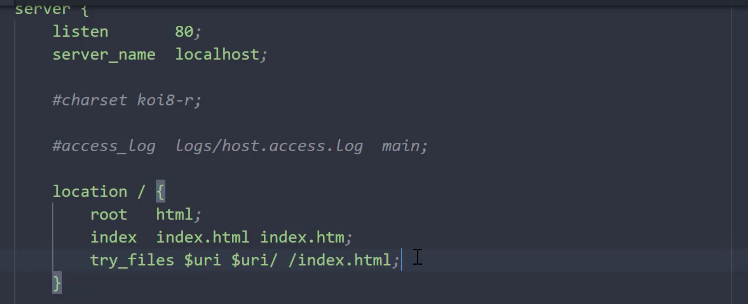 server {
listen 80;
server_name localhost;
#charset koi8-r;
#access_log logs/host.access.log main;
location / {
root html;
index index.html index.htm;
try_files $uri $uri/ /index.html;
}